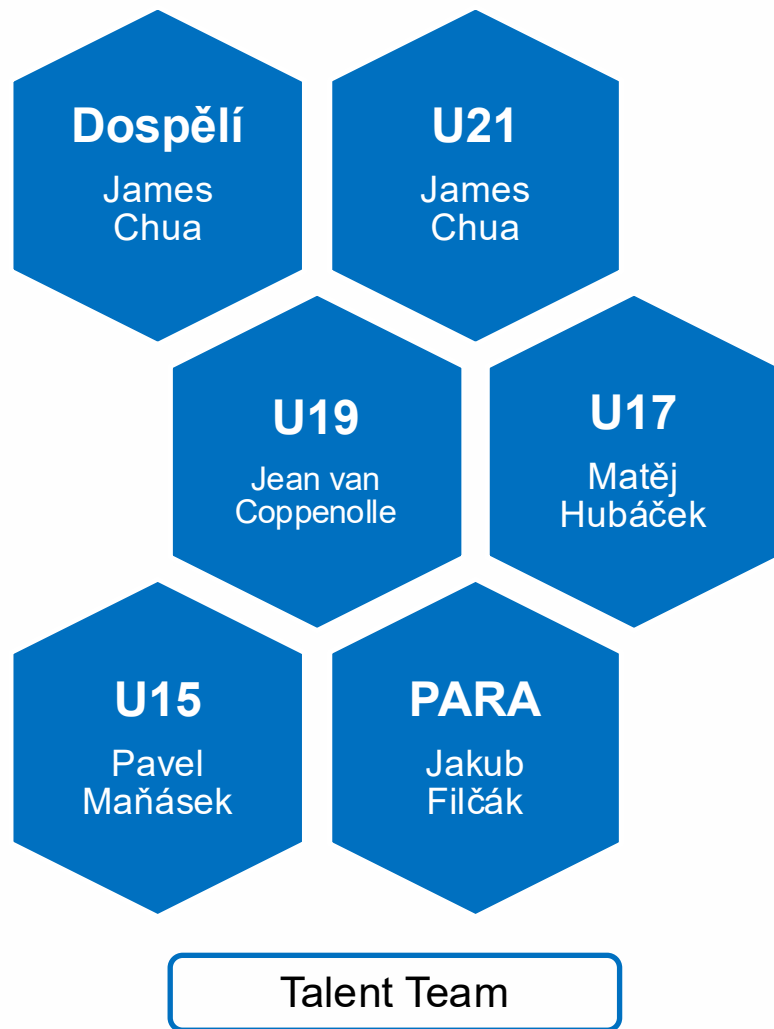 Dospělí
James
Chua
U21
James
Chua
U19
Jean van
Coppenolle
U17
Matěj
Hubáček
U15
Pavel
Maňásek
PARA
Jakub
Filčák
Talent Team